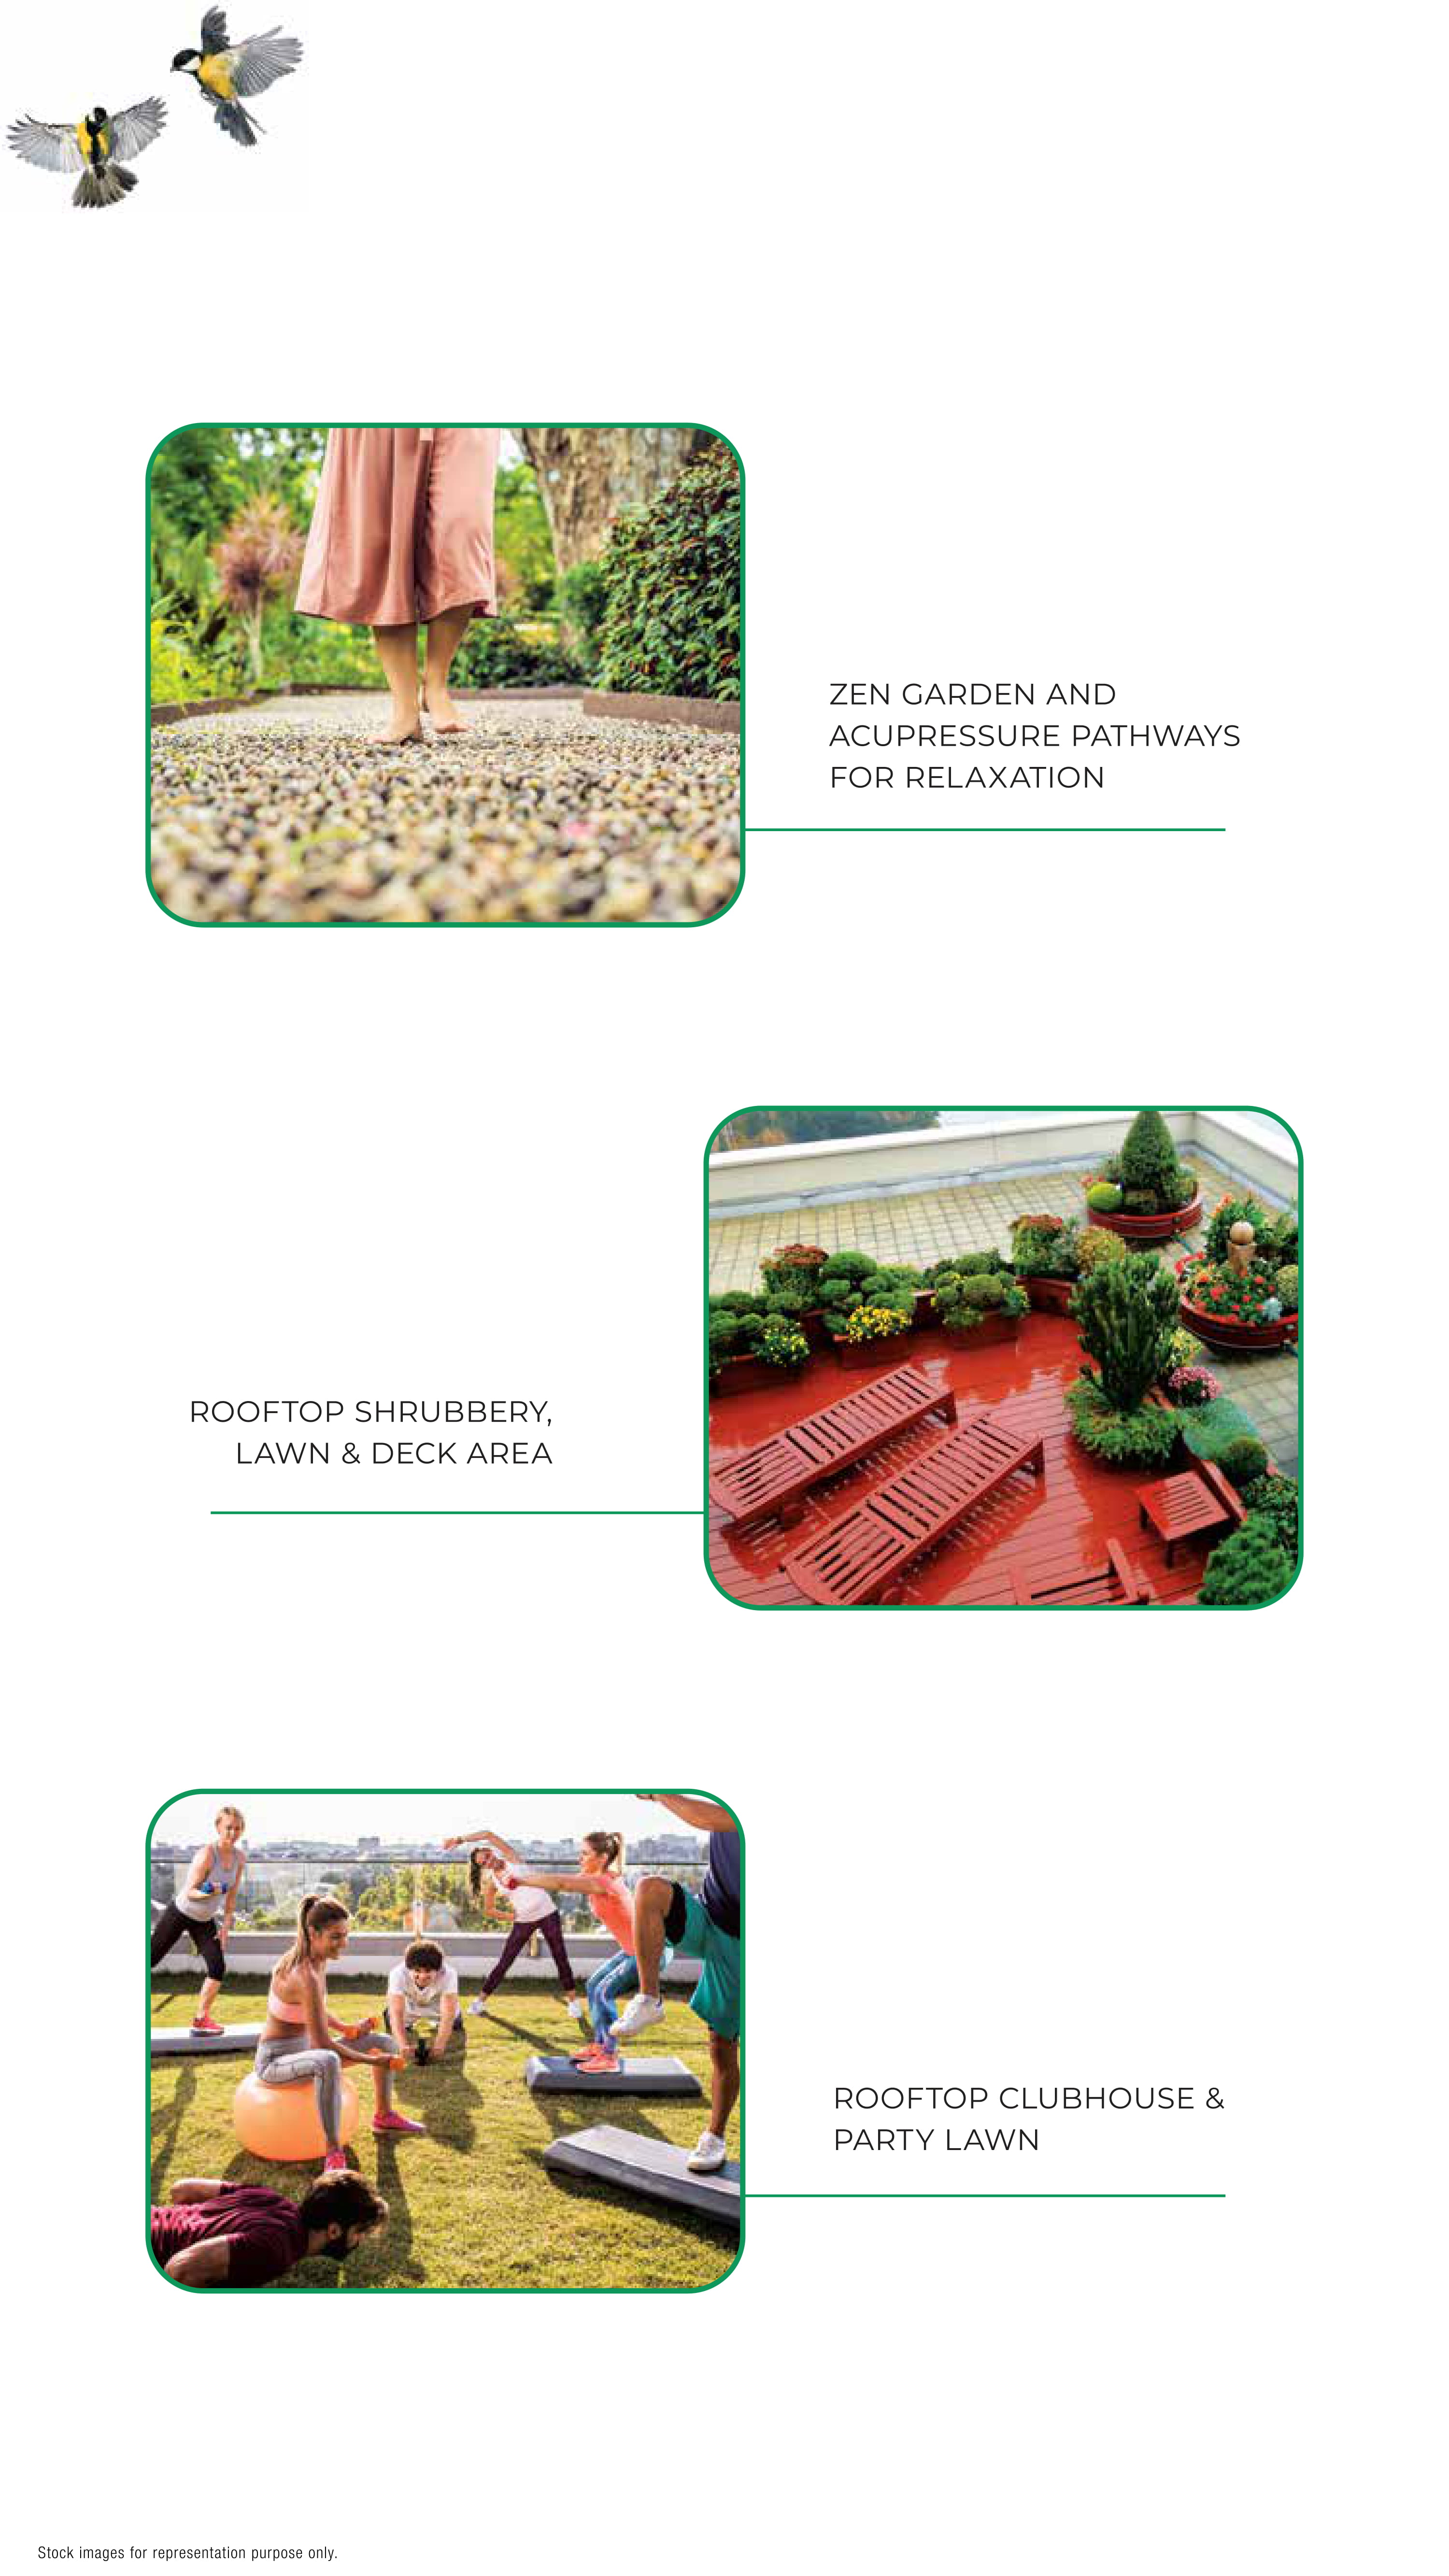 ZEN GARDEN AND
ACUPRESSURE PATHWAYS
FOR RELAXATION
ROOFTOP SHRUBBERY,
LAWN & DECK AREA
ROOFTOP CLUBHOUSE &
PARTY LAWN
Stock images for representation purpose only.